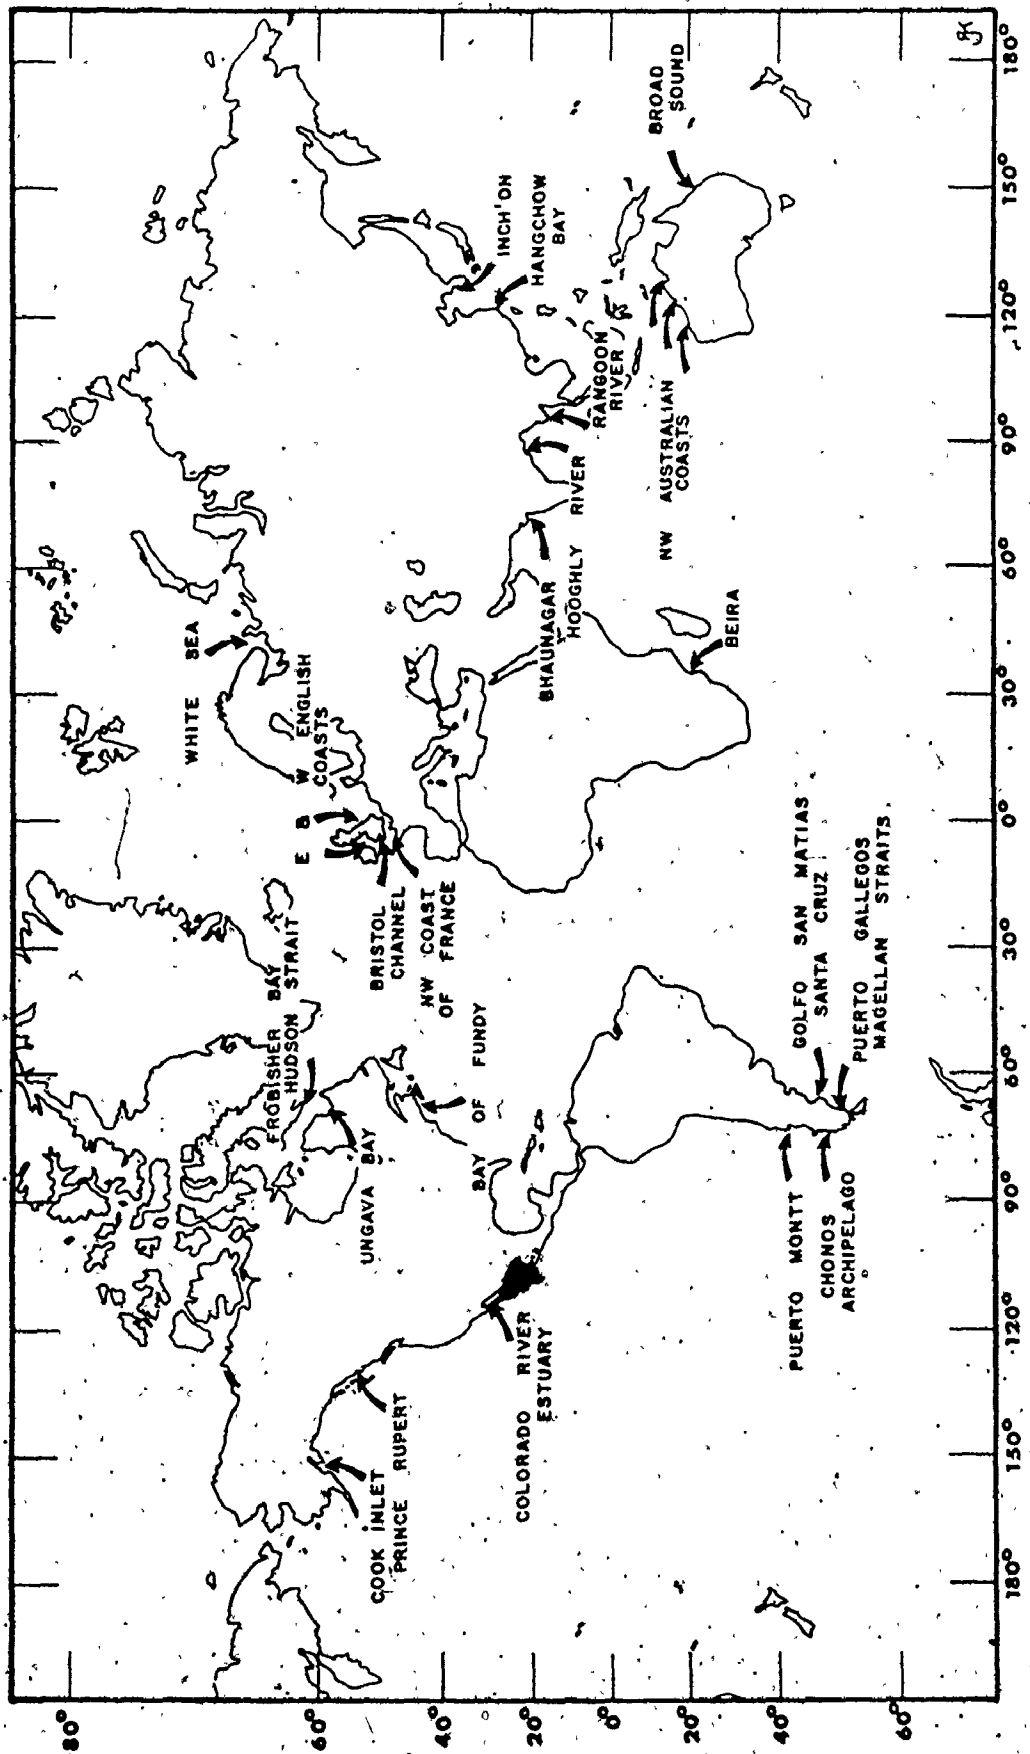 WHITE SEA
FROBISHER BAY
HUDSON STRAIT
E & W ENGLISH
COASTS
UNGAVA BAY
COOK INLET
PRINCE RUPERT
BRISTOL
CHANNEL
NW COAST
OF FRANCE
BAY OF FUNDY
COLORADO RIVER
ESTUARY
INCH'ON
HANGCHOW
BAY
BHAUNAGAR
HOOGHLY RIVER
RANGOON
RIVER
NW AUSTRALIAN
COASTS
BROAD
SOUND
BEIRA
PUERTO MONTT
CHONOS
ARCHIPELAGO
GOLFO SAN MATIAS
SANTA CRUZ
PUERTO GALLEGOS
MAGELLAN STRAITS
80°
60°
40°
20°
0°
20°
40°
60°
180°
150°
120°
90°
60°
30°
0°
30°
60°
90°
120°
150°
180°